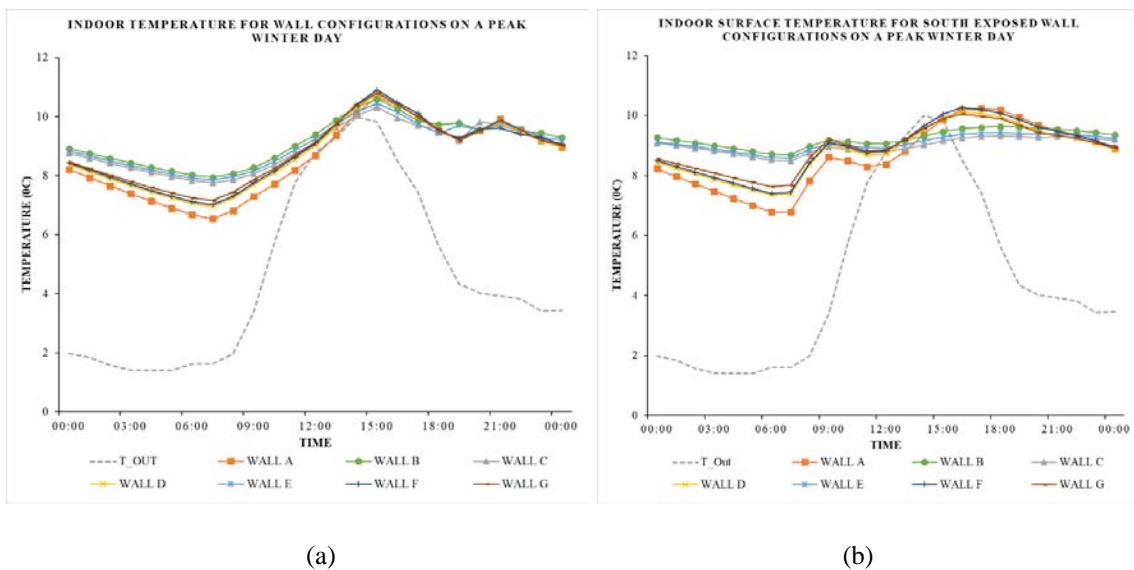 INDOOR TEMPERATURE FOR WALL CONFIGURATIONS ON A PEAK
WINTER DAY
TEMPERATURE (0C)
12
10
8
6
4
2
0
00:00 03:00 06:00 09:00 12:00 15:00 18:00 21:00 00:00
TIME
T_OUT WALL A WALL B WALL C
WALL D WALL E WALL F WALL G
(a)
INDOOR SURFACE TEMPERATURE FOR SOUTH EXPOSED WALL
CONFIGURATIONS ON A PEAK WINTER DAY
TEMPERATURE (0C)
12
10
8
6
4
2
0
00:00 03:00 06:00 09:00 12:00 15:00 18:00 21:00 00:00
TIME
T_Out WALL A WALL B WALL C
WALL D WALL E WALL F WALL G
(b)